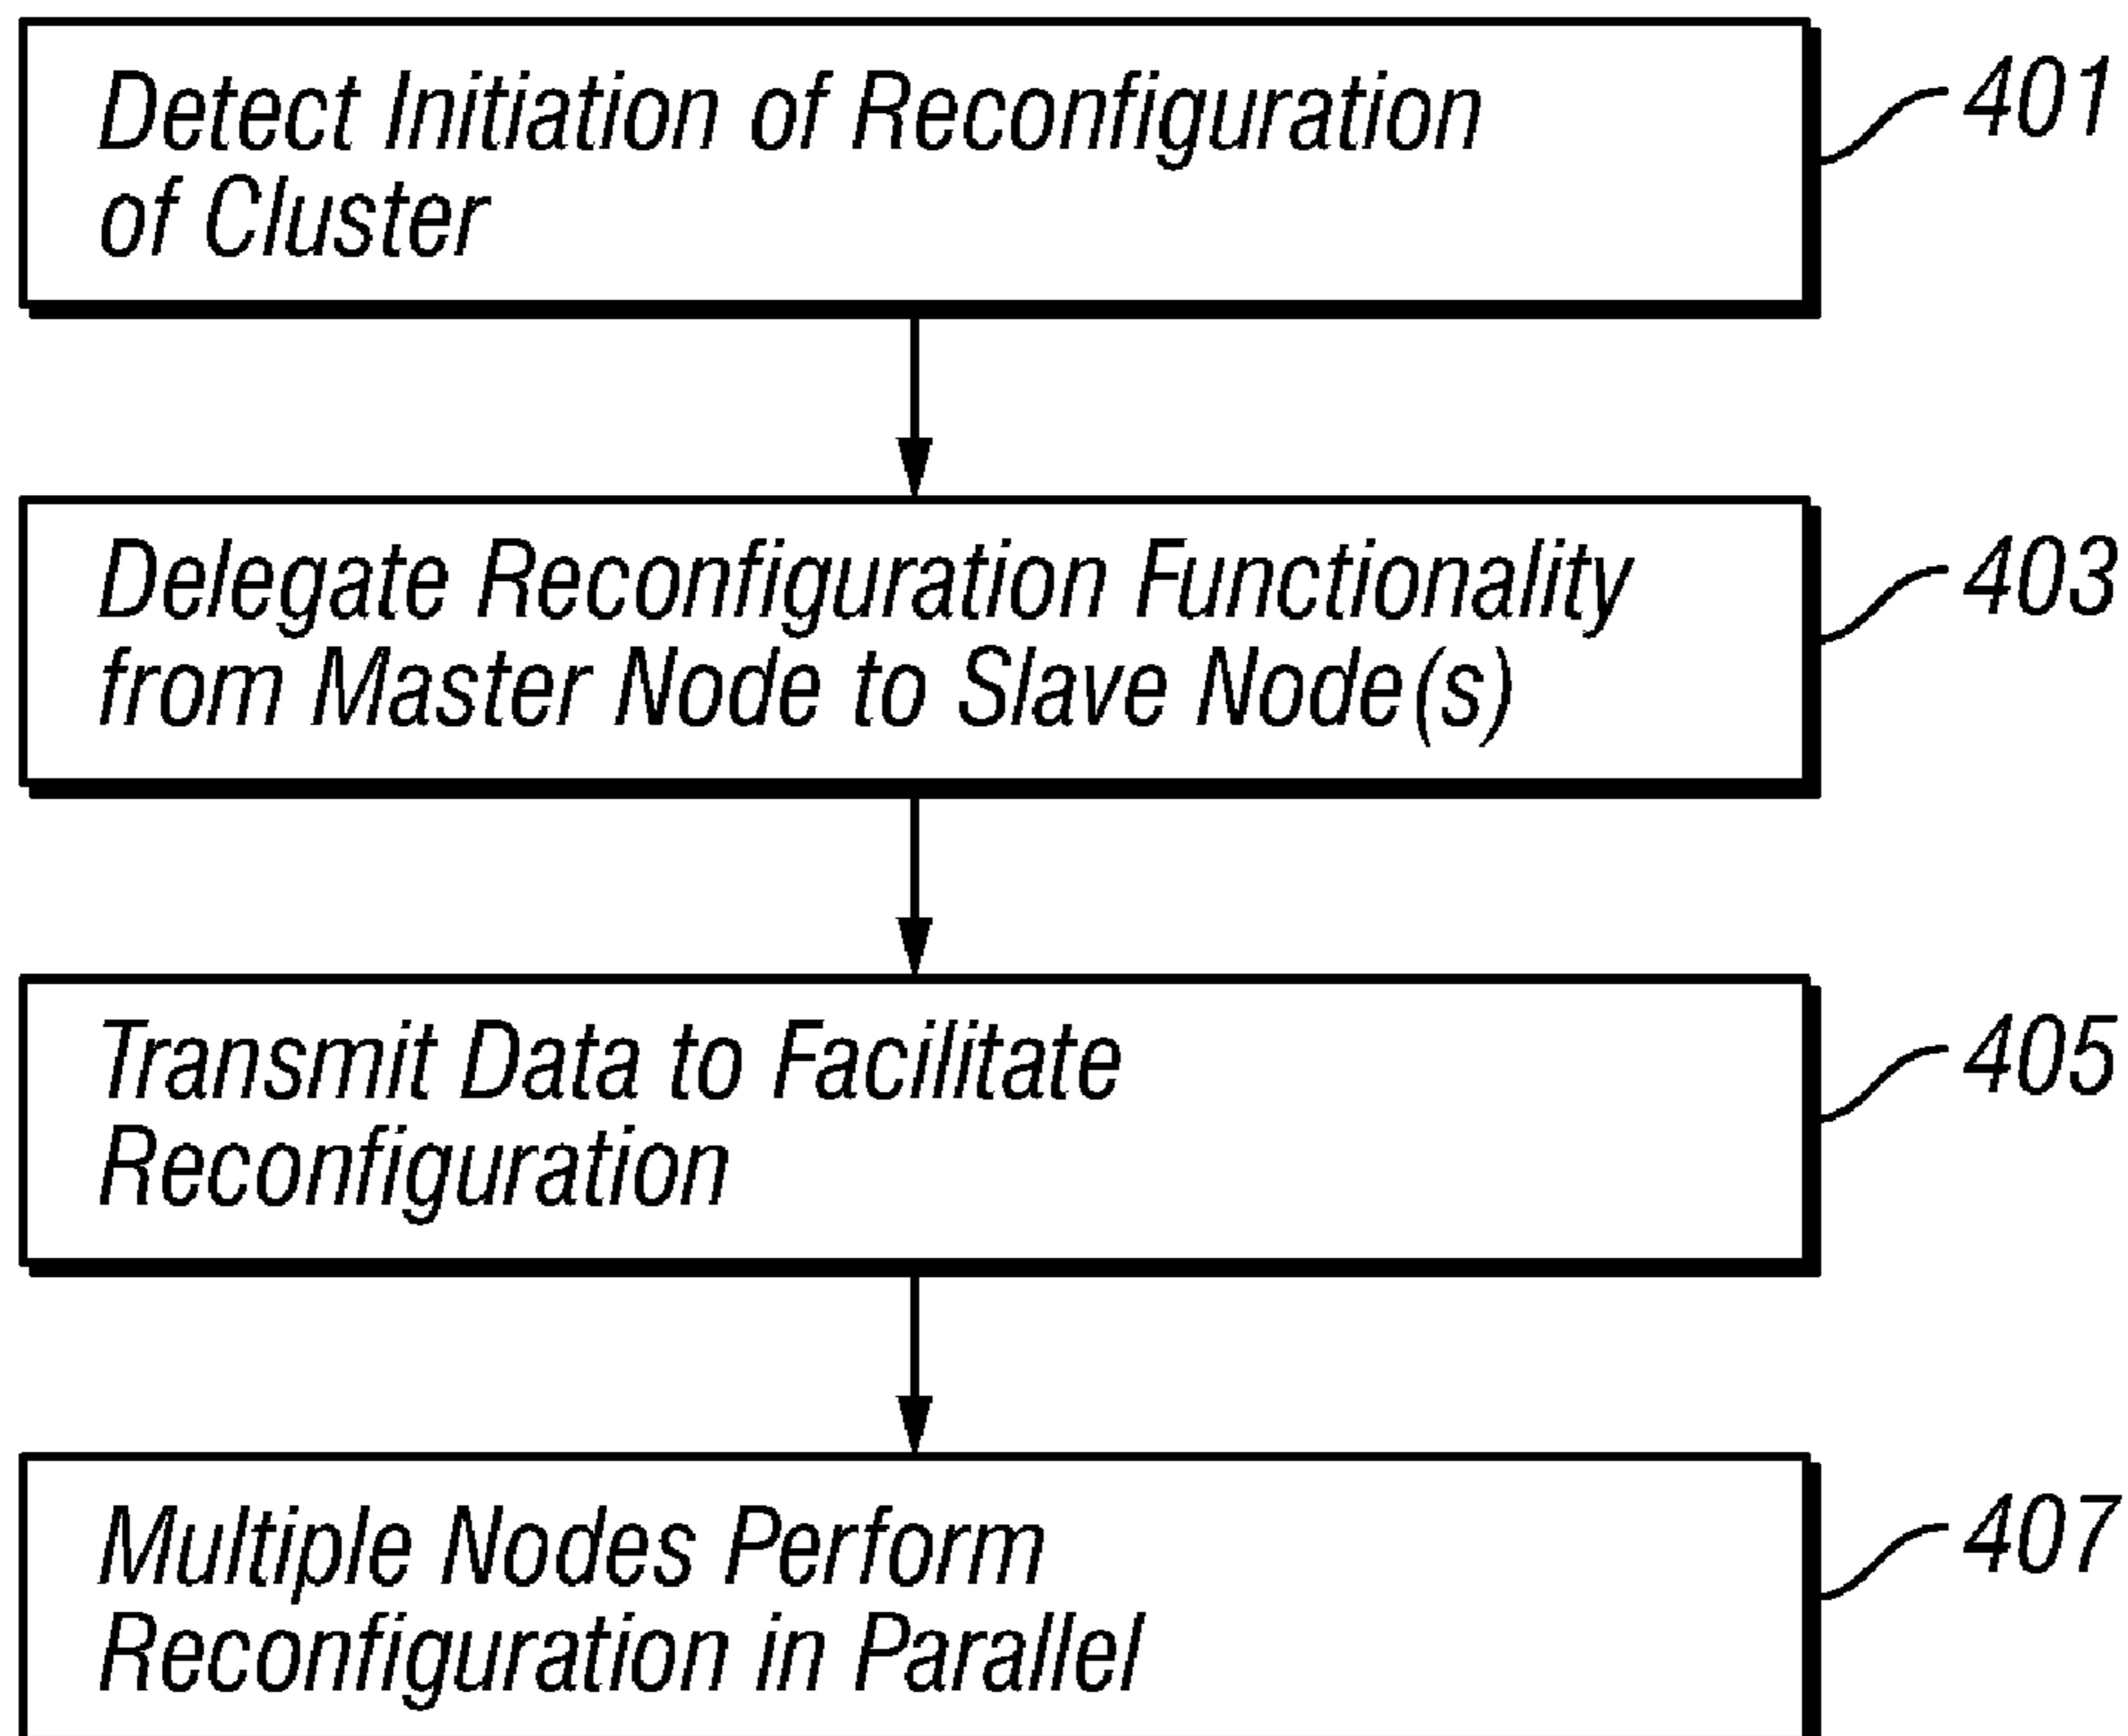 Detect Initiation of Reconfiguration
of Cluster
401
Delegate Reconfiguration Functionality
from Master Node to Slave Node(s)
403
Transmit Data to Facilitate
Reconfiguration
405
Multiple Nodes Perform
Reconfiguration in Parallel
407